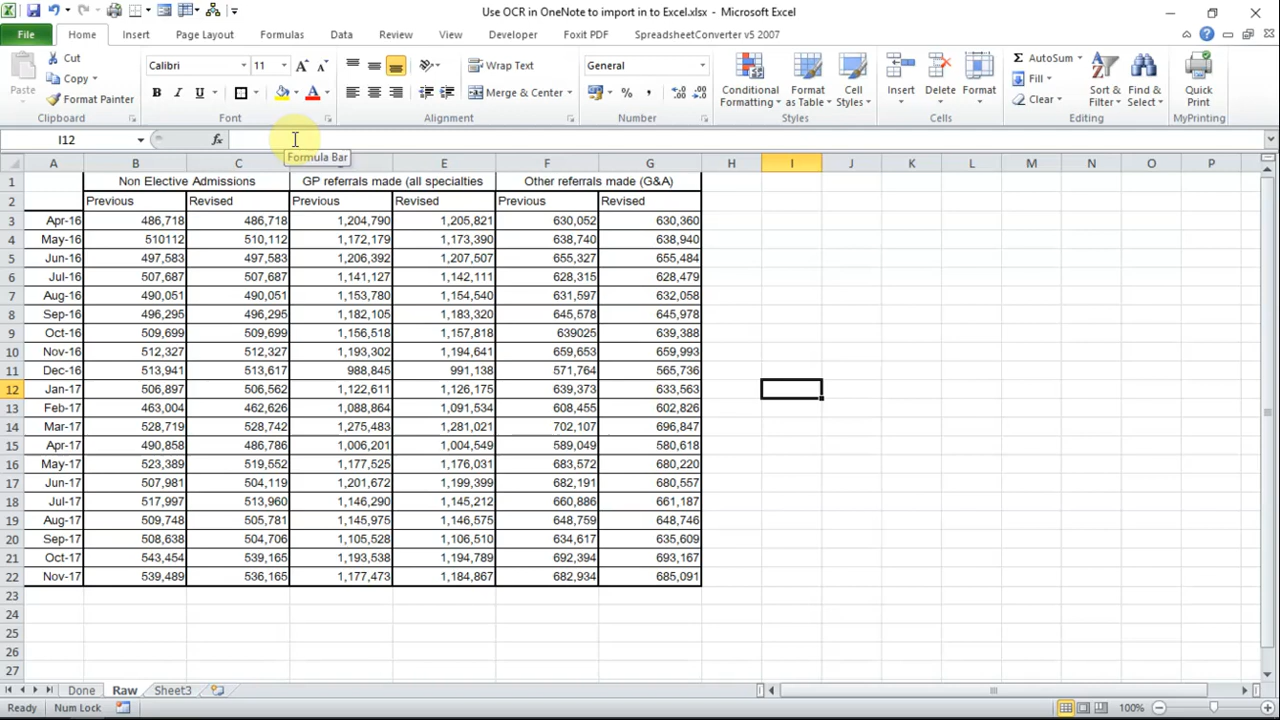 Use OCR in OneNote to import in to Excel.xlsx - Microsoft Excel
File Home Insert Page Layout Formulas Data Review View Developer Foxit PDF SpreadsheetConverter v5 2007
Paste
Cut
Copy
Format Painter
Clipboard
Calibri 11
B I U
Font
Wrap Text
Merge & Center
Alignment
General
Number
Conditional Formatting
Format as Table
Cell Styles
Styles
Insert Delete Format
Cells
AutoSum
Fill
Clear
Sort & Filter
Find & Select
Editing
Quick Print
MyPrinting
I12 fx
Formula Bar
A B C E F G H I J K L M N O P
1 Non Elective Admissions GP referrals made (all specialties Other referrals made (G&A)
2 Previous Revised Previous Revised Previous Revised
3 Apr-16 486,718 486,718 1,204,790 1,205,821 630,052 630,360
4 May-16 510112 510,112 1,172,179 1,173,390 638,740 638,940
5 Jun-16 497,583 497,583 1,206,392 1,207,507 655,327 655,484
6 Jul-16 507,687 507,687 1,141,127 1,142,111 628,315 628,479
7 Aug-16 490,051 490,051 1,153,780 1,154,540 631,597 632,058
8 Sep-16 496,295 496,295 1,182,105 1,183,320 645,578 645,978
9 Oct-16 509,699 509,699 1,156,518 1,157,818 639025 639,388
10 Nov-16 512,327 512,327 1,193,302 1,194,641 659,653 659,993
11 Dec-16 513,941 513,617 988,845 991,138 571,764 565,736
12 Jan-17 506,897 506,562 1,122,611 1,126,175 639,373 633,563
13 Feb-17 463,004 462,626 1,088,864 1,091,534 608,455 602,826
14 Mar-17 528,719 528,742 1,275,483 1,281,021 702,107 696,847
15 Apr-17 490,858 486,786 1,006,201 1,004,549 589,049 580,618
16 May-17 523,389 519,552 1,177,525 1,176,031 683,572 680,220
17 Jun-17 507,981 504,119 1,201,672 1,199,399 682,191 680,557
18 Jul-17 517,997 513,960 1,146,290 1,145,212 660,886 661,187
19 Aug-17 509,748 505,781 1,145,975 1,146,575 648,759 648,746
20 Sep-17 508,638 504,706 1,105,528 1,106,510 634,617 635,609
21 Oct-17 543,454 539,165 1,193,538 1,194,789 692,394 693,167
22 Nov-17 539,489 536,165 1,177,473 1,184,867 682,934 685,091
23
24
25
26
27
Done Raw Sheet3
Ready Num Lock 100%